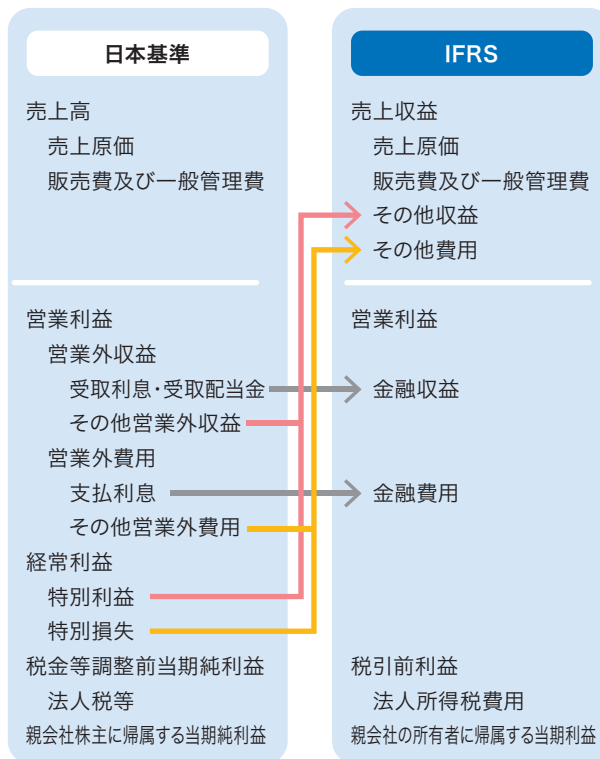 日本基準
売上高
売上原価
販売費及び一般管理費
営業利益
営業外収益
受取利息・受取配当金
その他営業外収益
営業外費用
支払利息
その他営業外費用
経常利益
特別利益
特別損失
税金等調整前当期純利益
法人税等
親会社株主に帰属する当期純利益
IFRS
売上収益
売上原価
販売費及び一般管理費
その他収益
その他費用
営業利益
金融収益
金融費用
税引前利益
法人所得税費用
親会社の所有者に帰属する当期利益